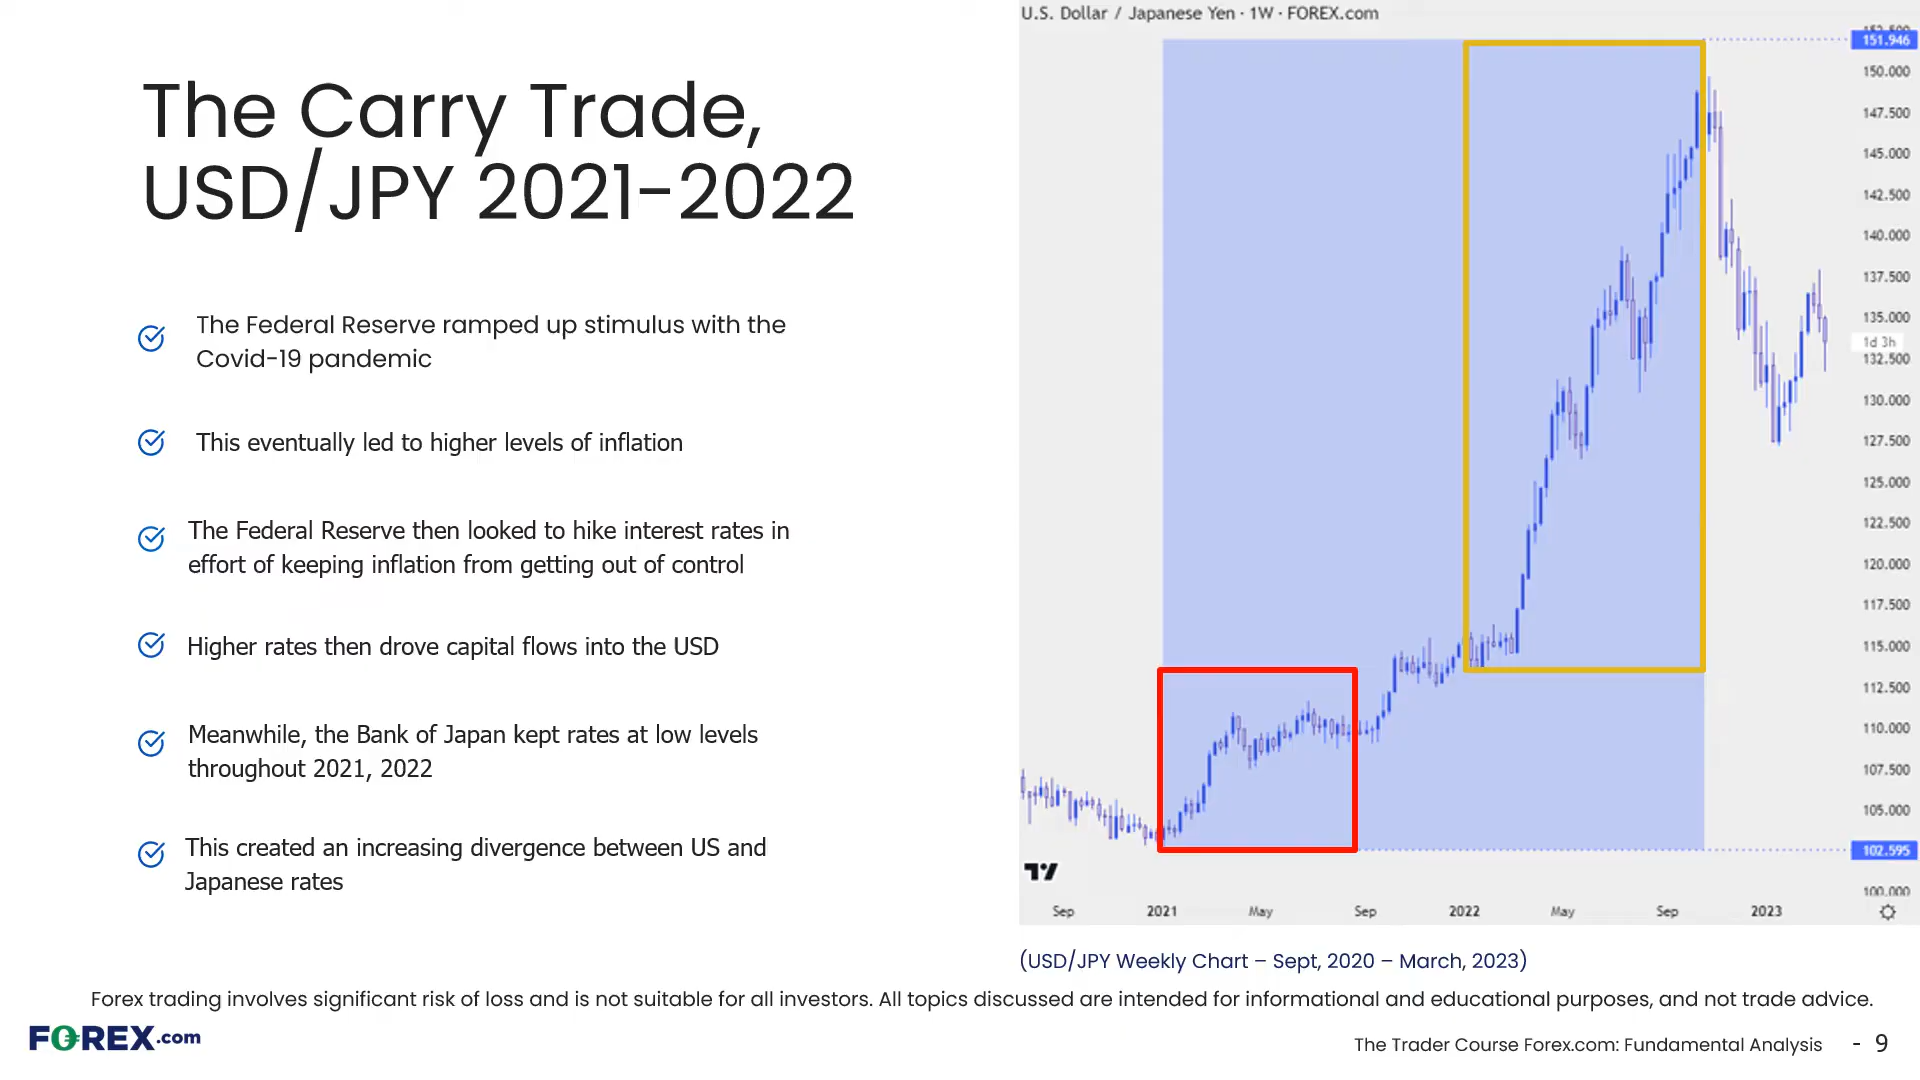 The Carry Trade,
USD/JPY 2021-2022
The Federal Reserve ramped up stimulus with the
Covid-19 pandemic
This eventually led to higher levels of inflation
The Federal Reserve then looked to hike interest rates in
effort of keeping inflation from getting out of control
Higher rates then drove capital flows into the USD
Meanwhile, the Bank of Japan kept rates at low levels
throughout 2021, 2022
This created an increasing divergence between US and
Japanese rates
U.S. Dollar / Japanese Yen · 1W · FOREX.com
151.946
150.000
147.500
145.000
142.500
140.000
137.500
135.000
1d 3h
132.500
130.000
127.500
125.000
122.500
120.000
117.500
115.000
112.500
110.000
107.500
105.000
102.595
100.000
Sep 2021 May Sep 2022 May Sep 2023
(USD/JPY Weekly Chart – Sept, 2020 – March, 2023)
Forex trading involves significant risk of loss and is not suitable for all investors. All topics discussed are intended for informational and educational purposes, and not trade advice.
FOREX.com
The Trader Course Forex.com: Fundamental Analysis - 9